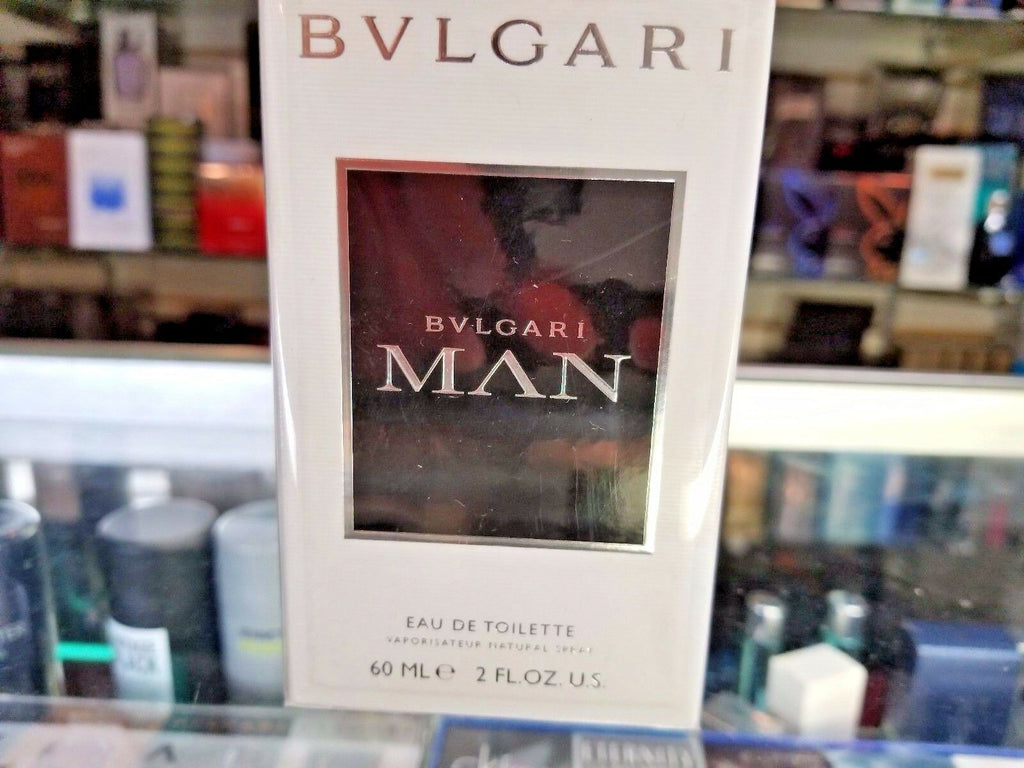 BVLGARI
BVLGARI
MAN
EAU DE TOILETTE
VAPORISATEUR NATURAL SPRAY
60 ML e 2 FL.OZ. U.S.